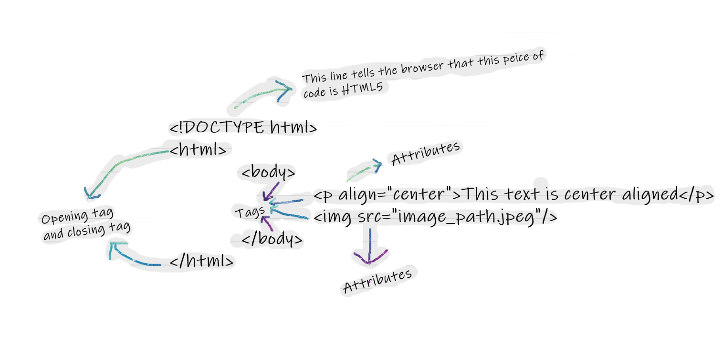 This line tells the browser that this peice of
code is HTML5
<!DOCTYPE html>
<html>
Attributes
<body>
<p align="center">This text is center aligned</p>
Opening tag
and closing tag
Tags
<img src="image_path.jpeg"/>
</body>
</html>
Attributes